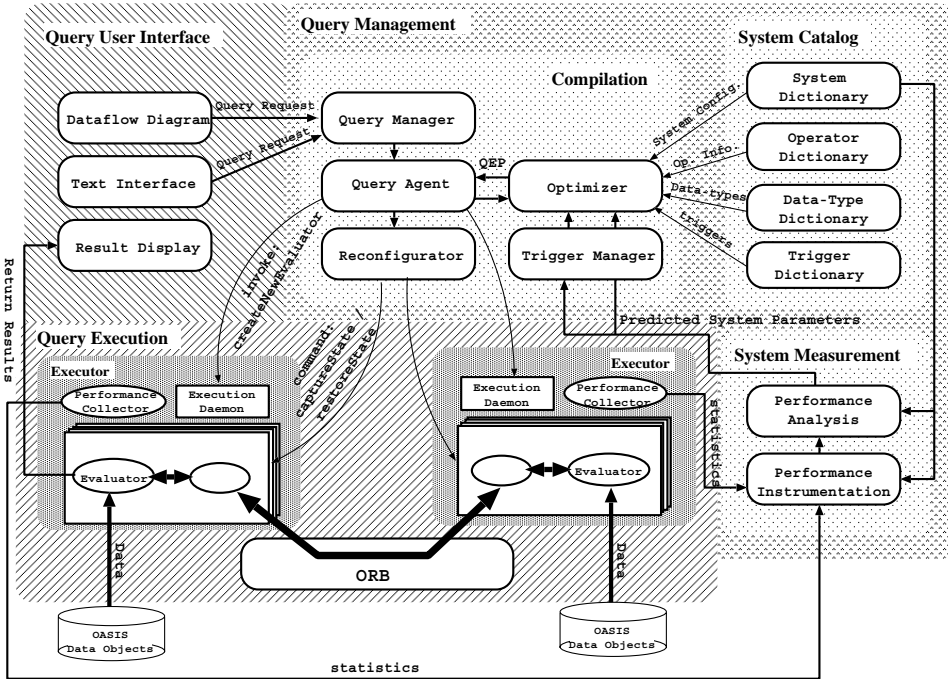 Query User Interface
Query Management
System Catalog
Compilation
Dataflow Diagram
Query Request
Query Manager
System Config.
System
Dictionary
Text Interface
Query Request
Query Agent
QEP
Optimizer
Op. Info.
Operator
Dictionary
Data-types
Data-Type
Dictionary
Result Display
Reconfigurator
Trigger Manager
triggers
Trigger
Dictionary
invoke:
createNewEvaluator
command:
captureState /
restoreState
Return Results
Predicted System Parameters
Query Execution
System Measurement
Executor
Performance
Collector
Execution
Daemon
Executor
Execution
Daemon
Performance
Collector
statistics
Performance
Analysis
Evaluator
Evaluator
Performance
Instrumentation
Data
ORB
Data
OASIS
Data Objects
OASIS
Data Objects
statistics